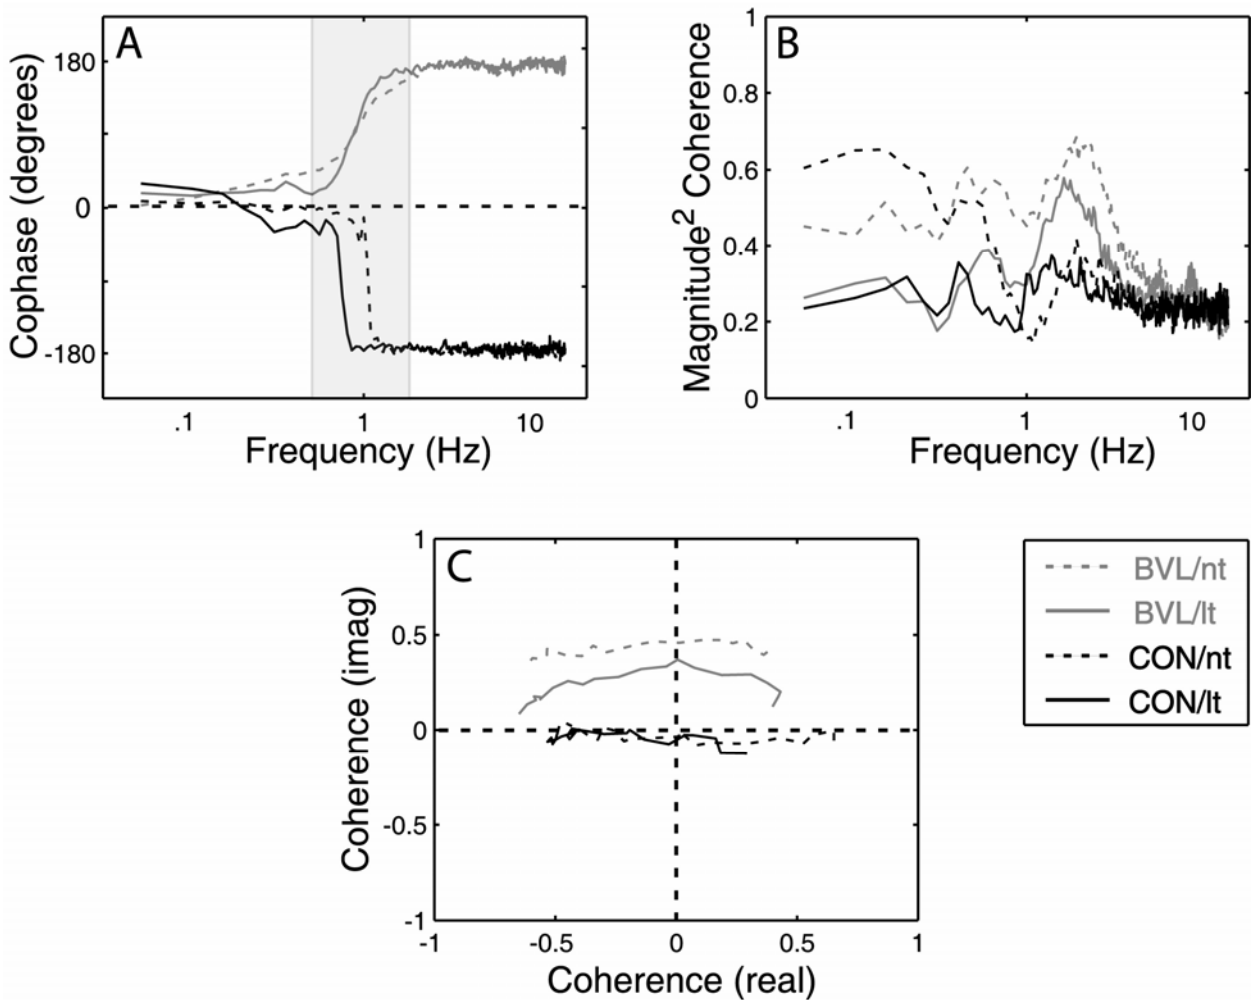 A
180
0
-180
Cophase (degrees)
.1
1
10
Frequency (Hz)
B
1
0.8
0.6
0.4
0.2
0
Magnitude² Coherence
.1
1
10
Frequency (Hz)
C
1
0.5
0
-0.5
-1
Coherence (imag)
-1
-0.5
0
0.5
1
Coherence (real)
BVL/nt
BVL/lt
CON/nt
CON/lt